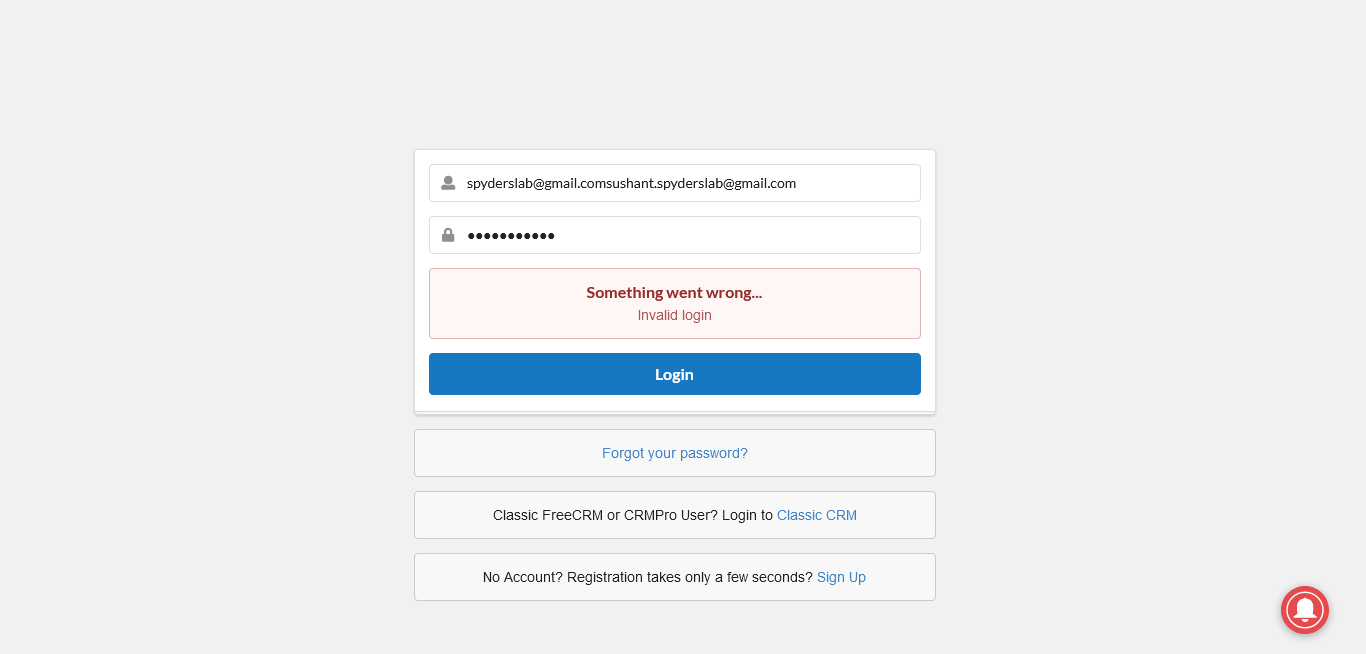 spyderslab@gmail.comsushant.spyderslab@gmail.com
•••••••••••
Something went wrong...
Invalid login
Login
Forgot your password?
Classic FreeCRM or CRMPro User? Login to Classic CRM
No Account? Registration takes only a few seconds? Sign Up